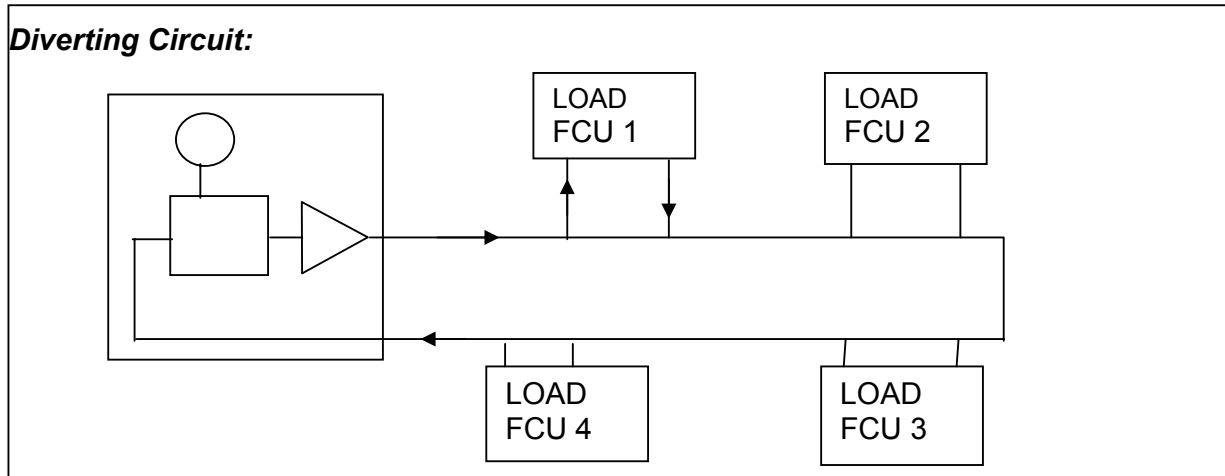 Diverting Circuit:
LOAD
FCU 1
LOAD
FCU 2
LOAD
FCU 4
LOAD
FCU 3